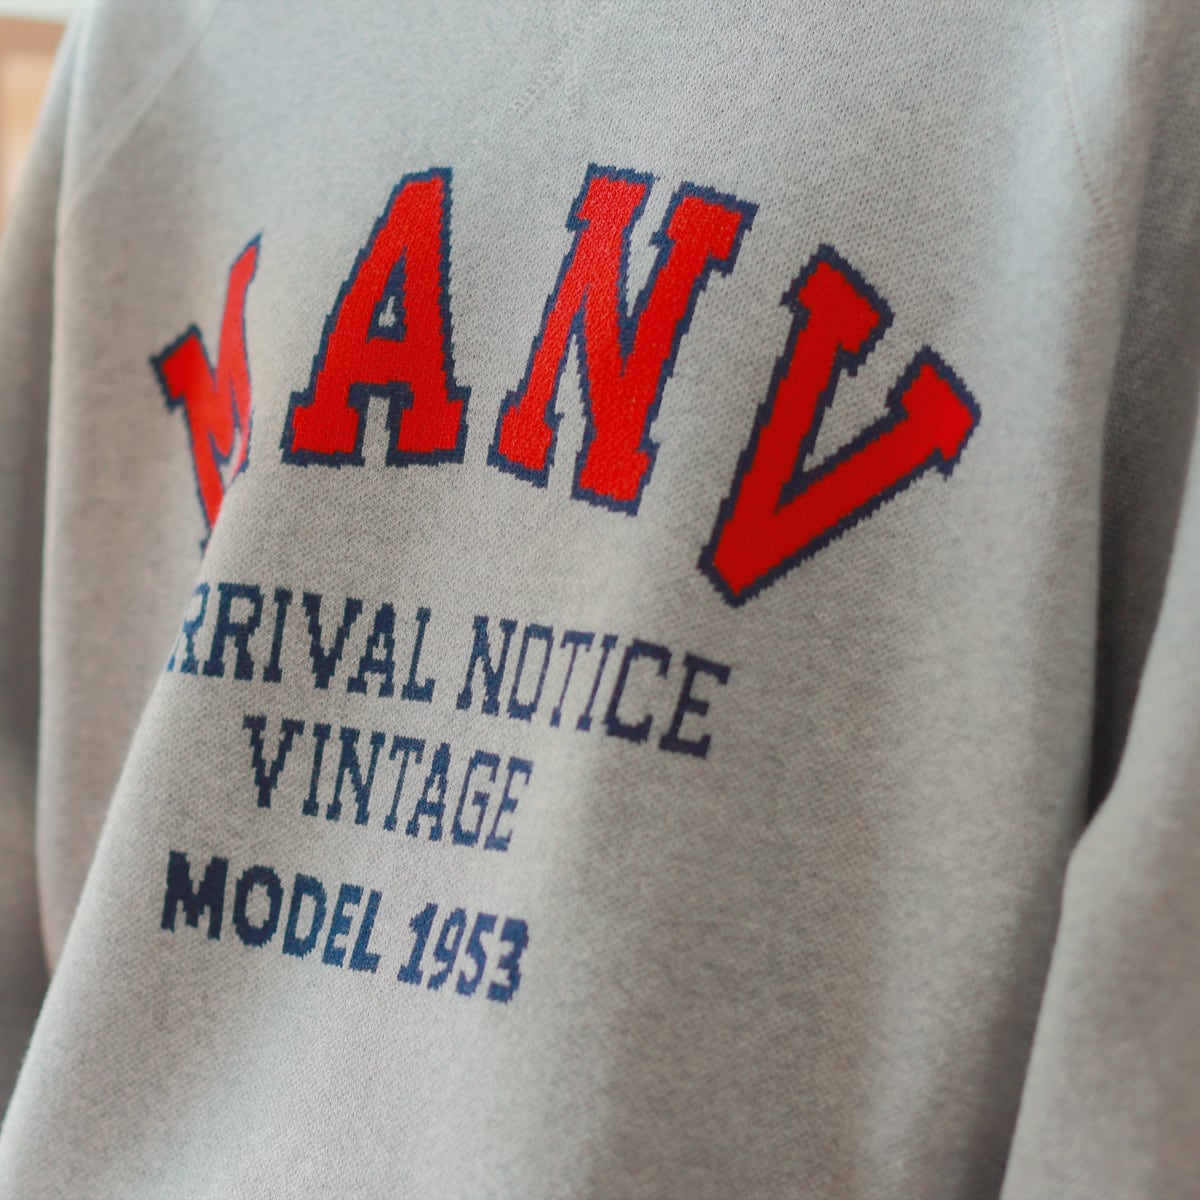 MANV
RRIVAL NOTICE
VINTAGE
MODEL 1953